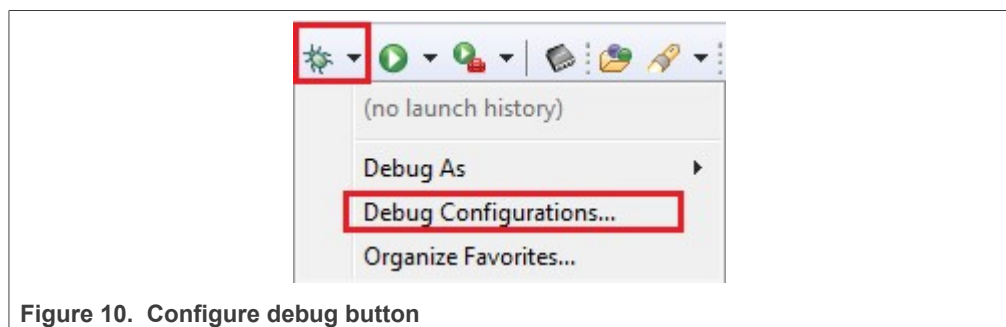 (no launch history)
Debug As
Debug Configurations...
Organize Favorites...
Figure 10. Configure debug button